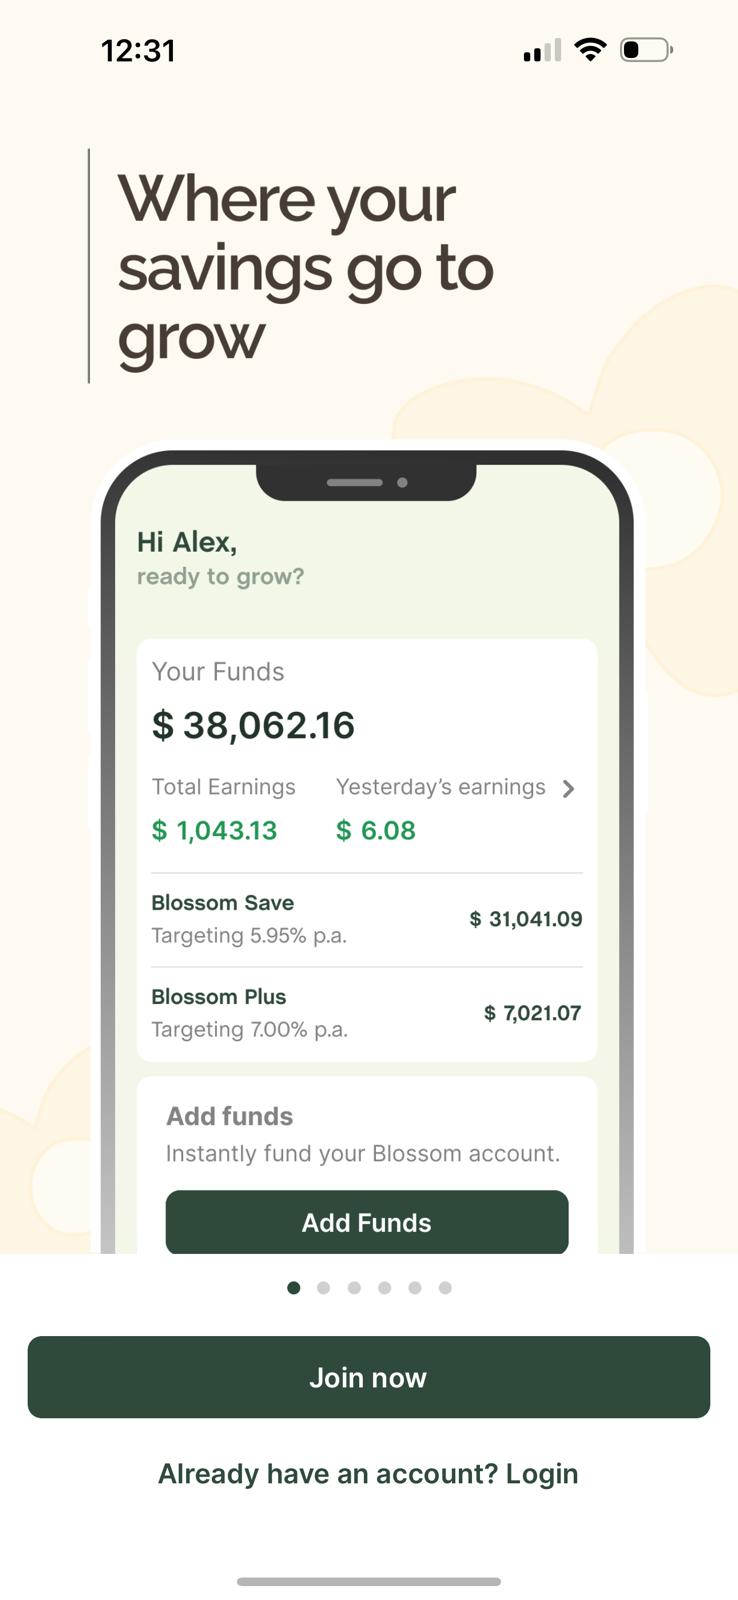 12:31
Where your
savings go to
grow
Hi Alex,
ready to grow?
Your Funds
$ 38,062.16
Total Earnings Yesterday’s earnings
$ 1,043.13 $ 6.08
Blossom Save
$ 31,041.09
Targeting 5.95% p.a.
Blossom Plus
$ 7,021.07
Targeting 7.00% p.a.
Add funds
Instantly fund your Blossom account.
Add Funds
Join now
Already have an account? Login